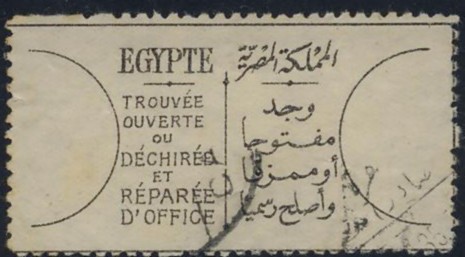 EGYPTE
TROUVÉE
OUVERTE
OU
DÉCHIRÉE
ET
RÉPARÉE
D'OFFICE
المملكة المصرية
وجد
مفتوحا
أو ممزقا
وأصلح رسميا